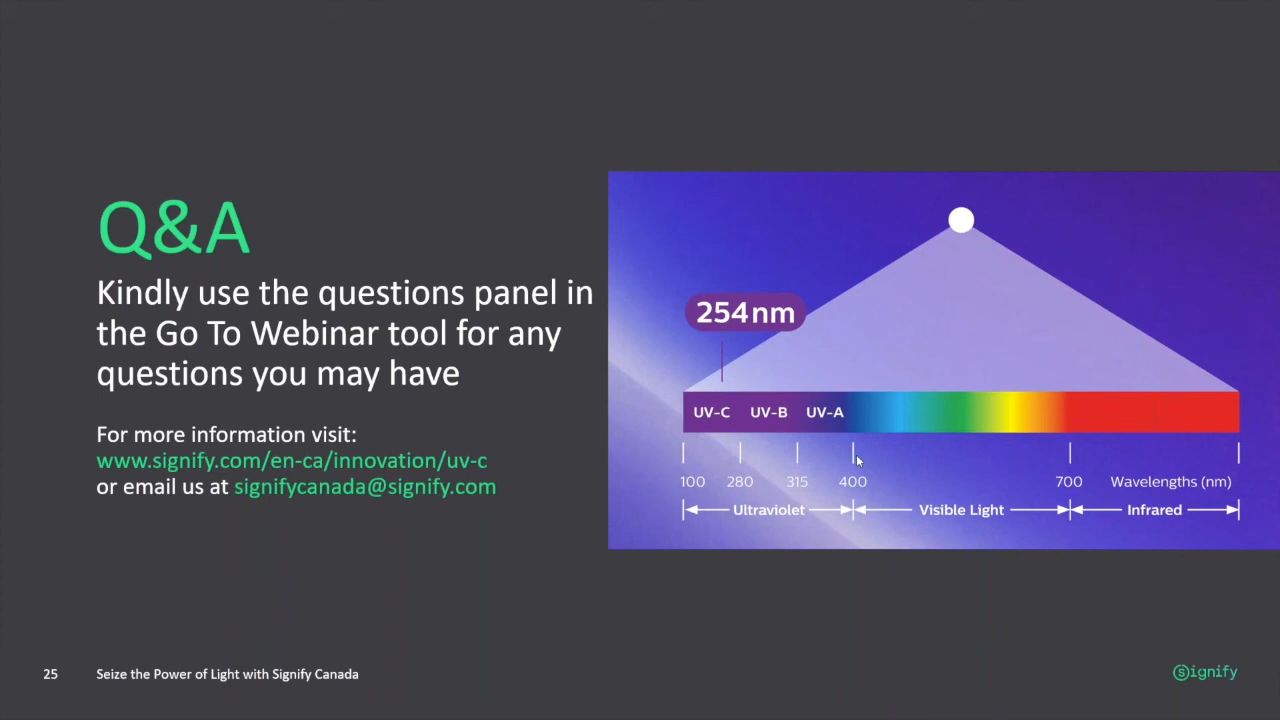 Q&A
Kindly use the questions panel in
the Go To Webinar tool for any
questions you may have
For more information visit:
www.signify.com/en-ca/innovation/uv-c
or email us at signifycanada@signify.com
254nm
UV-C UV-B UV-A
100 280 315 400 700 Wavelengths (nm)
Ultraviolet Visible Light Infrared
25 Seize the Power of Light with Signify Canada
signify